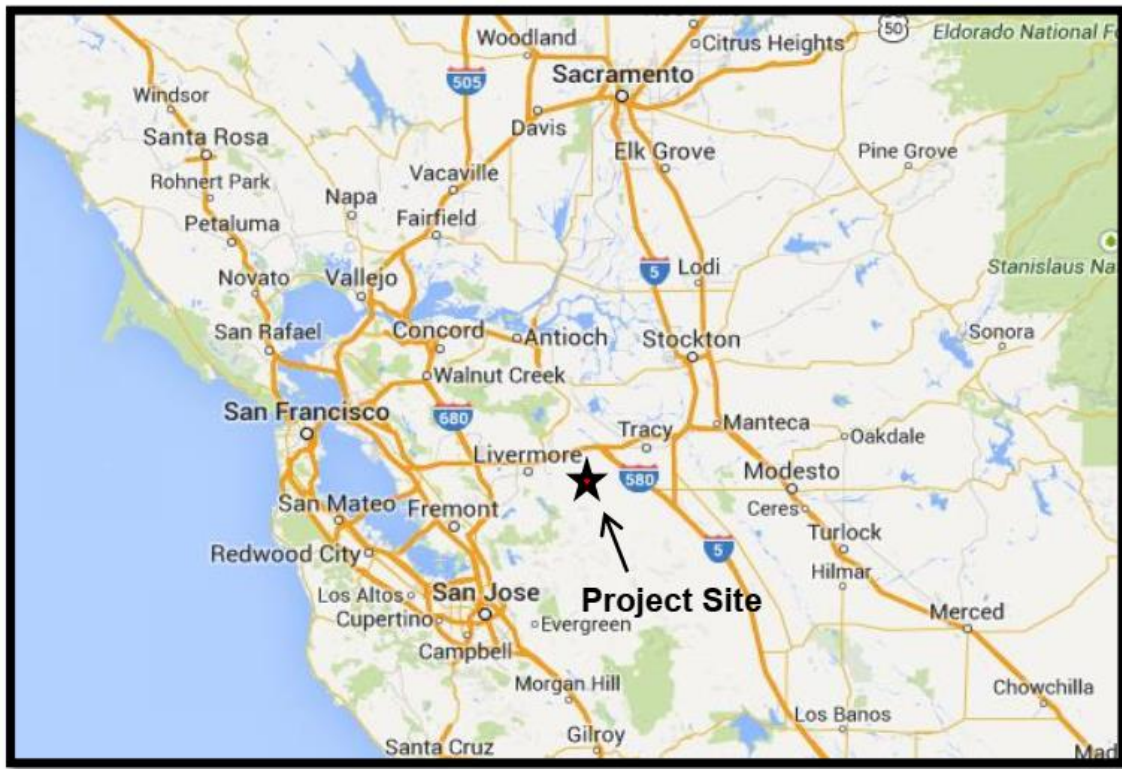 50
Eldorado National Fo
Woodland
Citrus Heights
505
Sacramento
Windsor
Davis
Santa Rosa
Elk Grove
Pine Grove
Rohnert Park
Vacaville
Napa
Petaluma
Fairfield
Novato
Vallejo
5
Lodi
Stanislaus Na
San Rafael
Concord
Antioch
Stockton
Sonora
Walnut Creek
San Francisco
680
Manteca
Tracy
Oakdale
Livermore
580
Modesto
San Mateo
Fremont
Ceres
Turlock
Redwood City
5
Hilmar
Los Altos
San Jose
Project Site
Merced
Cupertino
Evergreen
Campbell
Morgan Hill
Chowchilla
Los Banos
Gilroy
Santa Cruz
Mad